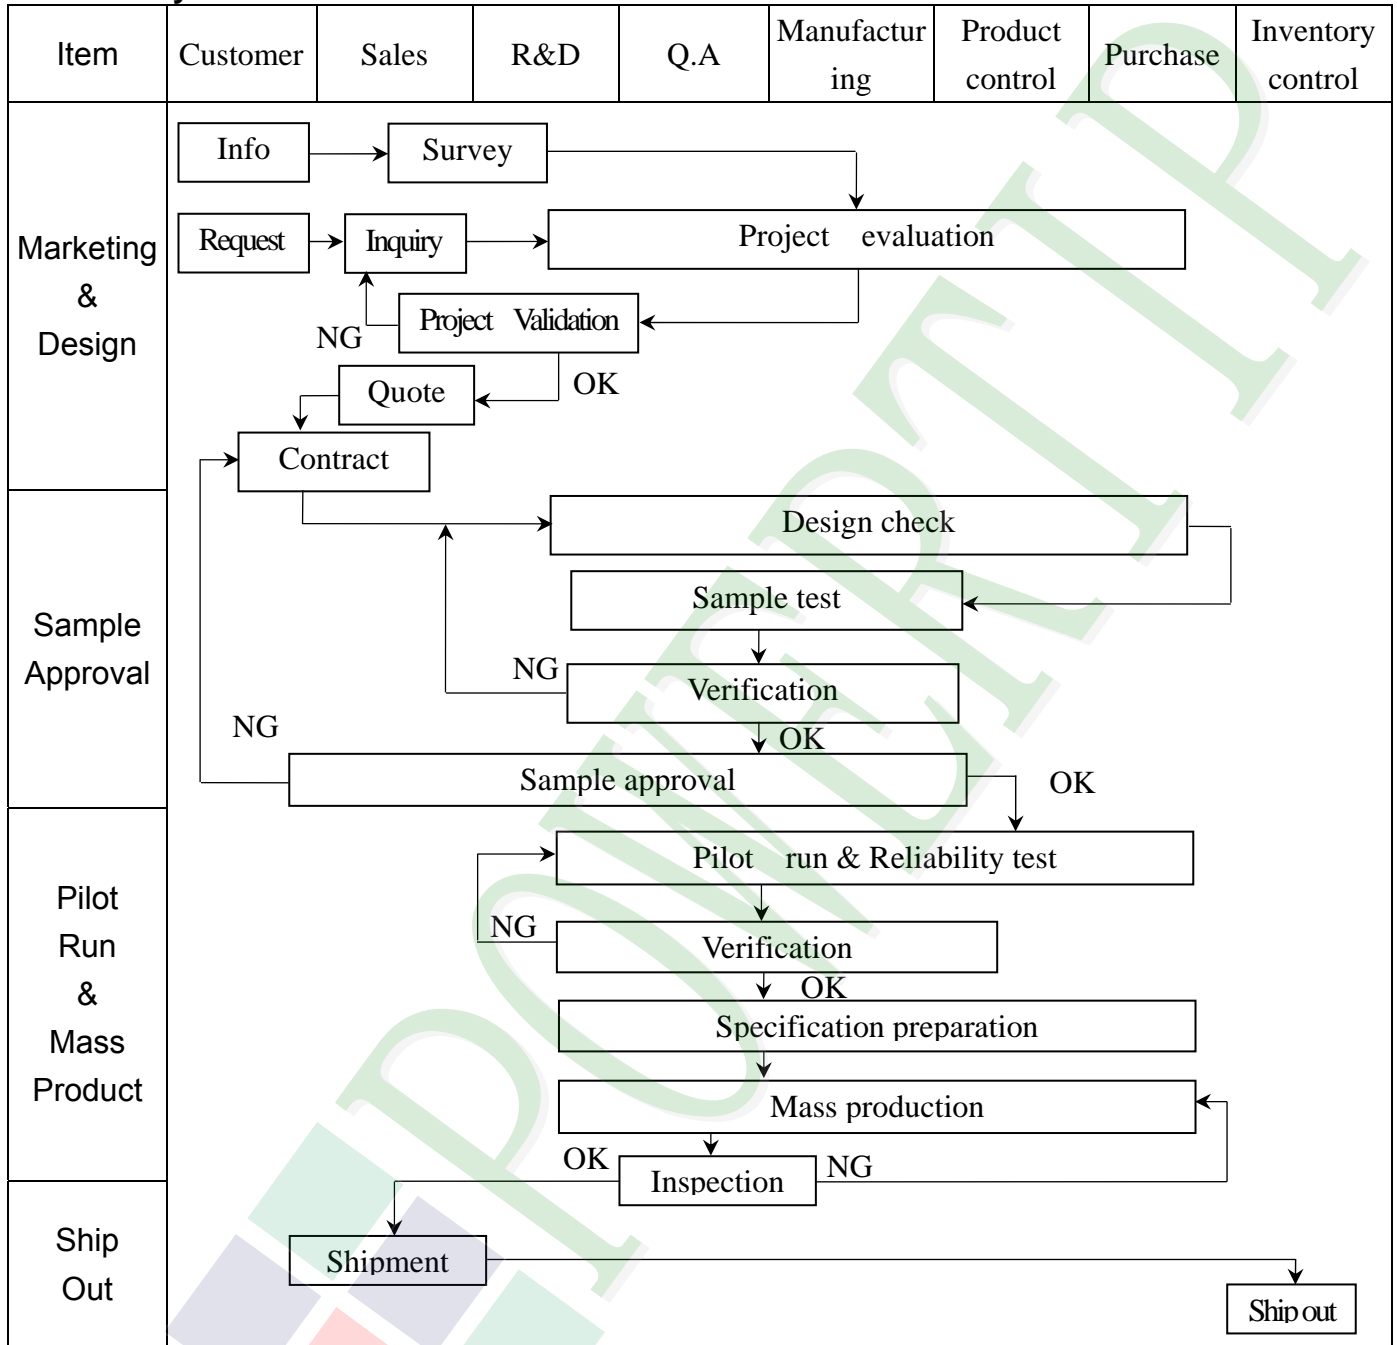 Item
Customer
Sales
R&D
Q.A
Manufactur
ing
Product
control
Purchase
Inventory
control
Marketing
&
Design
Info
Survey
Request
Inquiry
Project evaluation
NG
Project Validation
Quote
OK
Contract
Sample
Approval
Design check
Sample test
NG
Verification
NG
OK
Sample approval
OK
Pilot
Run
&
Mass
Product
Pilot run & Reliability test
NG
Verification
OK
Specification preparation
Mass production
OK
Inspection
NG
Ship
Out
Shipment
Ship out
POWERTIP